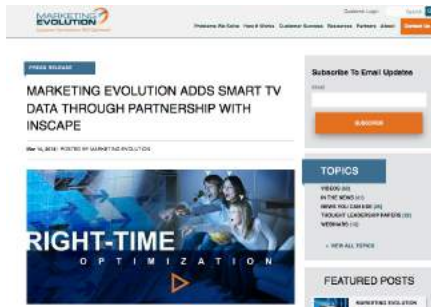 MARKETING
EVOLUTION
Customer Login
Problems We Solve How It Works Customer Success Resources Partners About Contact Us
PRESS RELEASE
MARKETING EVOLUTION ADDS SMART TV
DATA THROUGH PARTNERSHIP WITH
INSCAPE
POSTED BY MARKETING EVOLUTION
RIGHT-TIME
OPTIMIZATION
Subscribe To Email Updates
Email
SUBSCRIBE
TOPICS
VIDEOS
IN THE NEWS
NEWS YOU CAN USE
THOUGHT LEADERSHIP PAPERS
WEBINARS
VIEW ALL TOPICS
FEATURED POSTS
MARKETING EVOLUTION